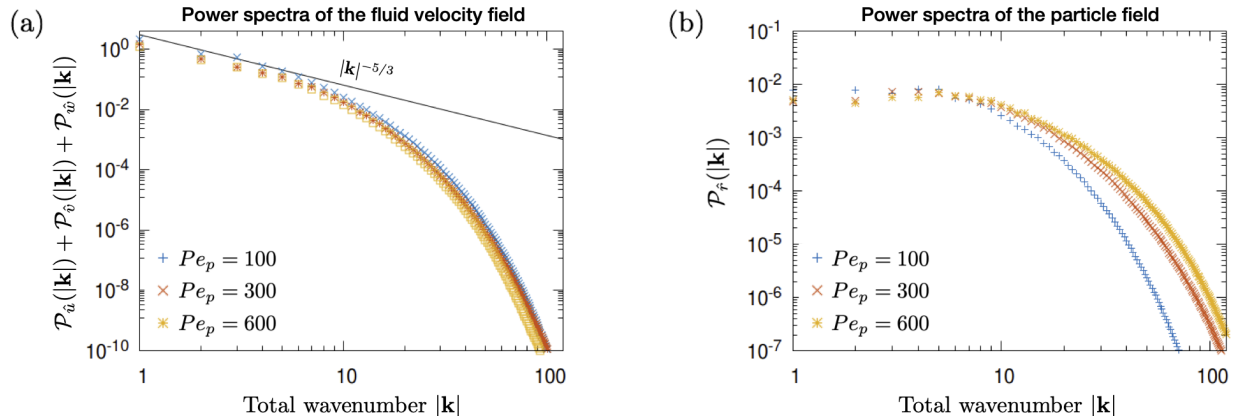 (a)
Power spectra of the fluid velocity field
10^0
10^{-2}
10^{-4}
10^{-6}
10^{-8}
10^{-10}
𝒫_û(|𝐤|) + 𝒫_v̂(|𝐤|) + 𝒫_ŵ(|𝐤|)
|𝐤|^{-5/3}
+ Pe_p = 100
× Pe_p = 300
∗ Pe_p = 600
1 10 100
Total wavenumber |𝐤|
(b)
Power spectra of the particle field
10^{-1}
10^{-2}
10^{-3}
10^{-4}
10^{-5}
10^{-6}
10^{-7}
𝒫_r̂(|𝐤|)
+ Pe_p = 100
× Pe_p = 300
∗ Pe_p = 600
1 10 100
Total wavenumber |𝐤|